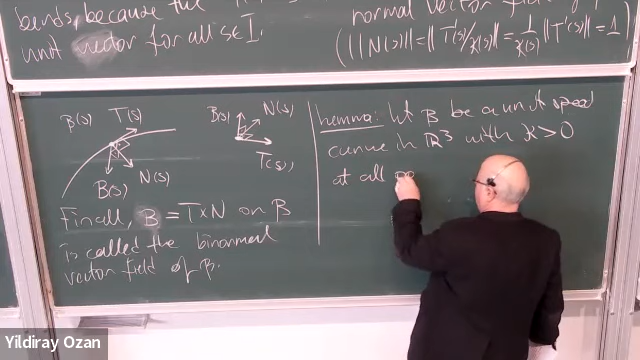 bends, because the
unit vector for all s∈I.
normal vector field
(||N(s)|| = ||T'(s)/κ(s)|| = 1/κ(s) ||T'(s)|| = 1)
β(s) T(s)
N(s)
B(s)
B(s) N(s)
T(s),
Finall, B = T×N on β
is called the binormal
vector field of β.
Lemma: Let β be a unit speed
curve in ℝ³ with κ>0
at all
Yildiray Ozan